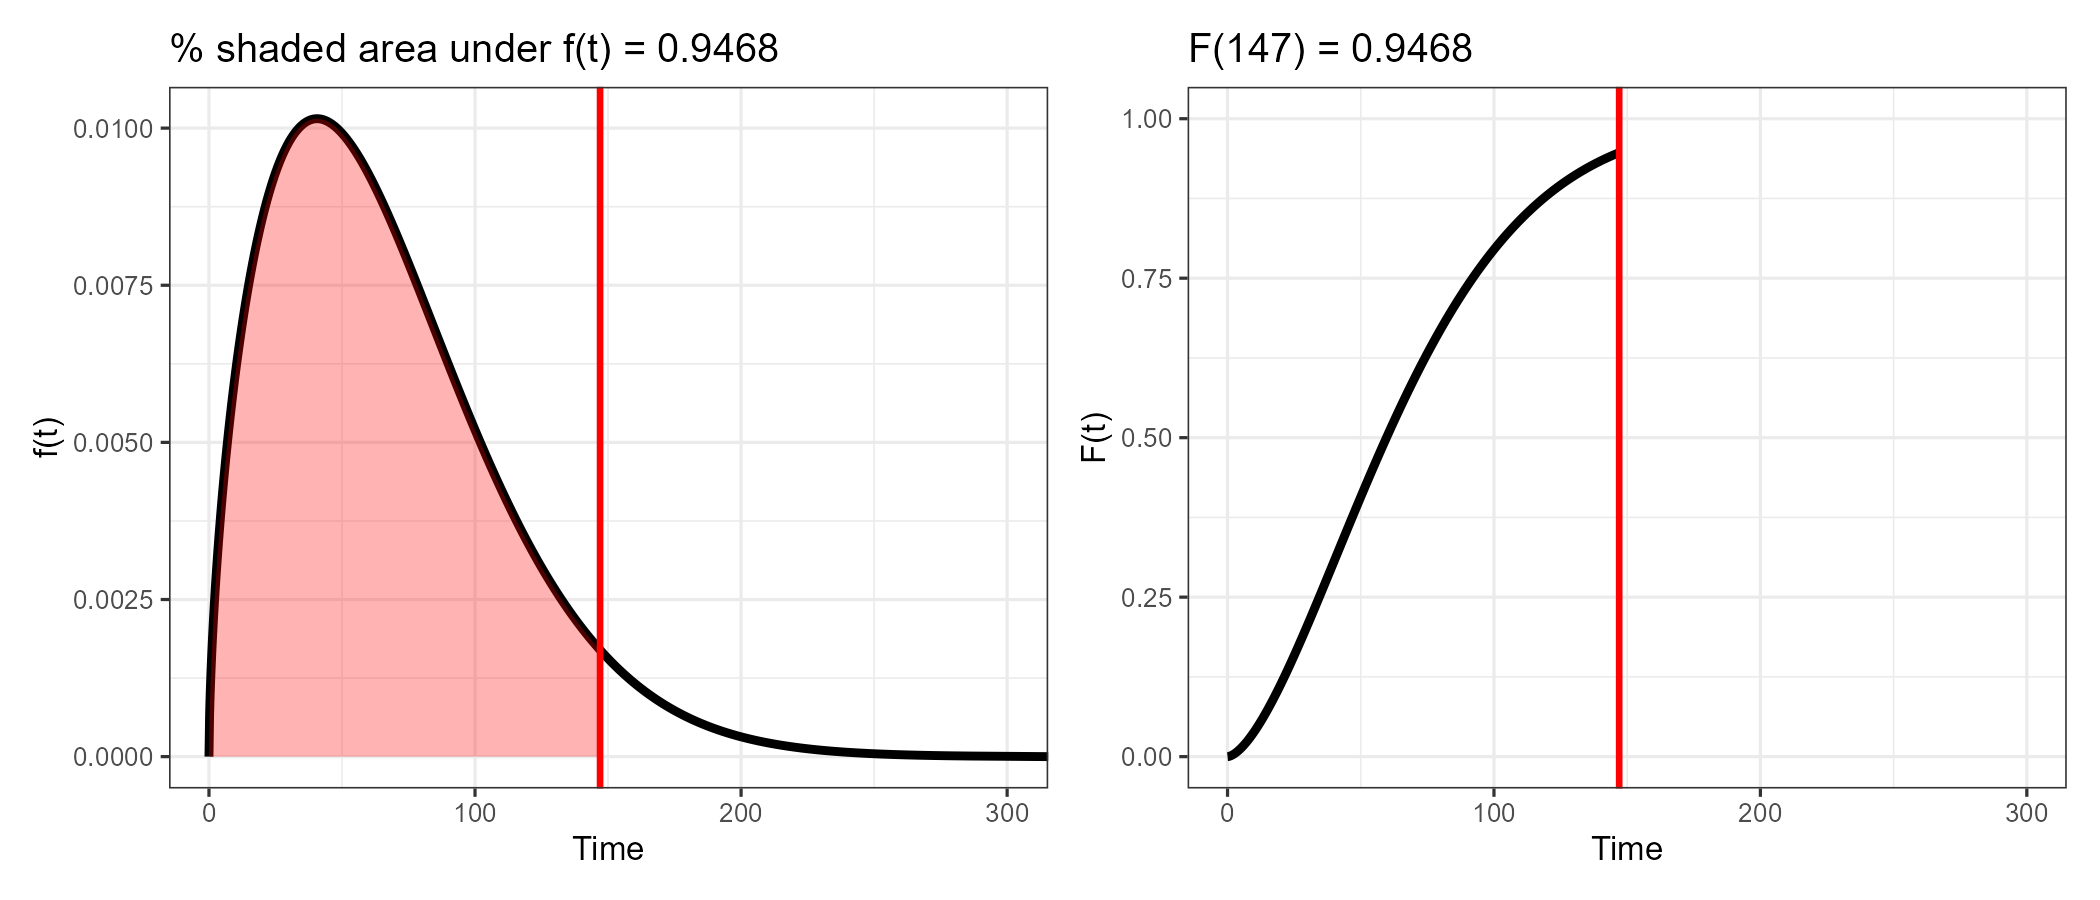 % shaded area under f(t) = 0.9468
f(t)
0.0100
0.0075
0.0050
0.0025
0.0000
0 100 200 300
Time
F(147) = 0.9468
F(t)
1.00
0.75
0.50
0.25
0.00
0 100 200 300
Time